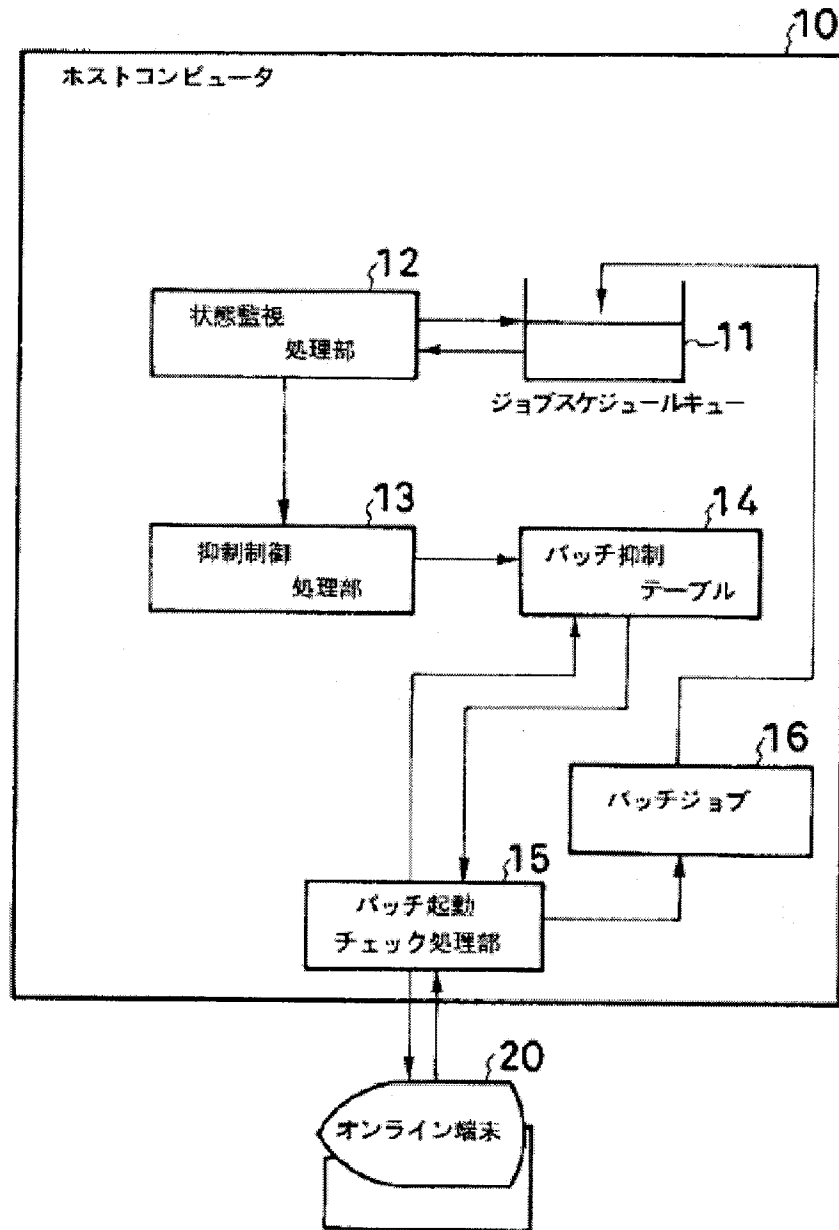 10
ホストコンピュータ
12
状態監視
処理部
11
ジョブスケジュールキュー
13
抑制制御
処理部
14
バッチ抑制
テーブル
16
バッチジョブ
15
バッチ起動
チェック処理部
20
オンライン端末